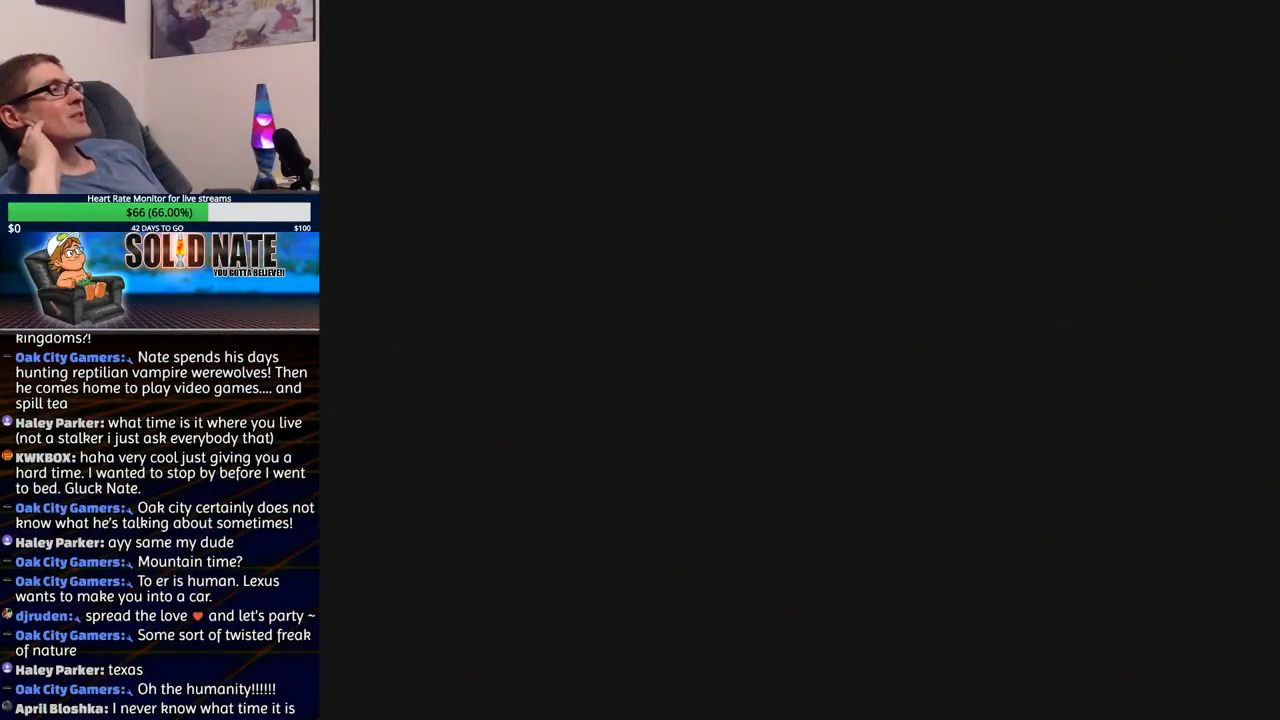 Heart Rate Monitor for live streams
$66 (66.00%)
$0 42 DAYS TO GO $100
SOLID NATE
YOU GOTTA BELIEVE!!
kingdoms?!
Oak City Gamers: Nate spends his days
hunting reptilian vampire werewolves! Then
he comes home to play video games.... and
spill tea
Haley Parker: what time is it where you live
(not a stalker i just ask everybody that)
KWKBOX: haha very cool just giving you a
hard time. I wanted to stop by before I went
to bed. Gluck Nate.
Oak City Gamers: Oak city certainly does not
know what he's talking about sometimes!
Haley Parker: ayy same my dude
Oak City Gamers: Mountain time?
Oak City Gamers: To er is human. Lexus
wants to make you into a car.
djruden: spread the love ❤ and let's party ~
Oak City Gamers: Some sort of twisted freak
of nature
Haley Parker: texas
Oak City Gamers: Oh the humanity!!!!!!
April Bloshka: I never know what time it is